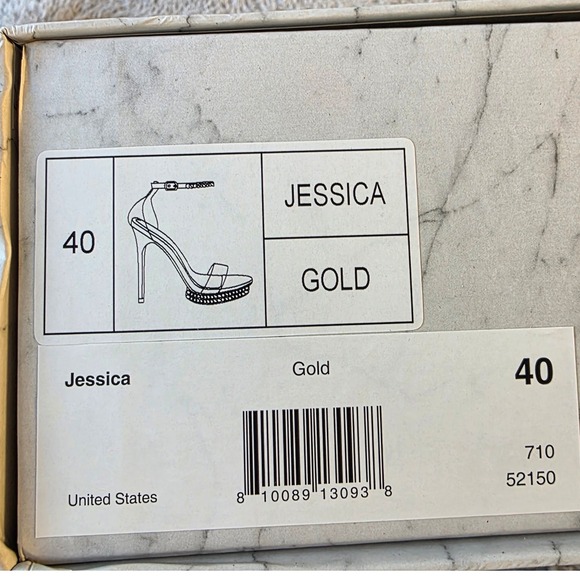 40
JESSICA
GOLD
Jessica
Gold
40
710
52150
United States
8 10089 13093 8